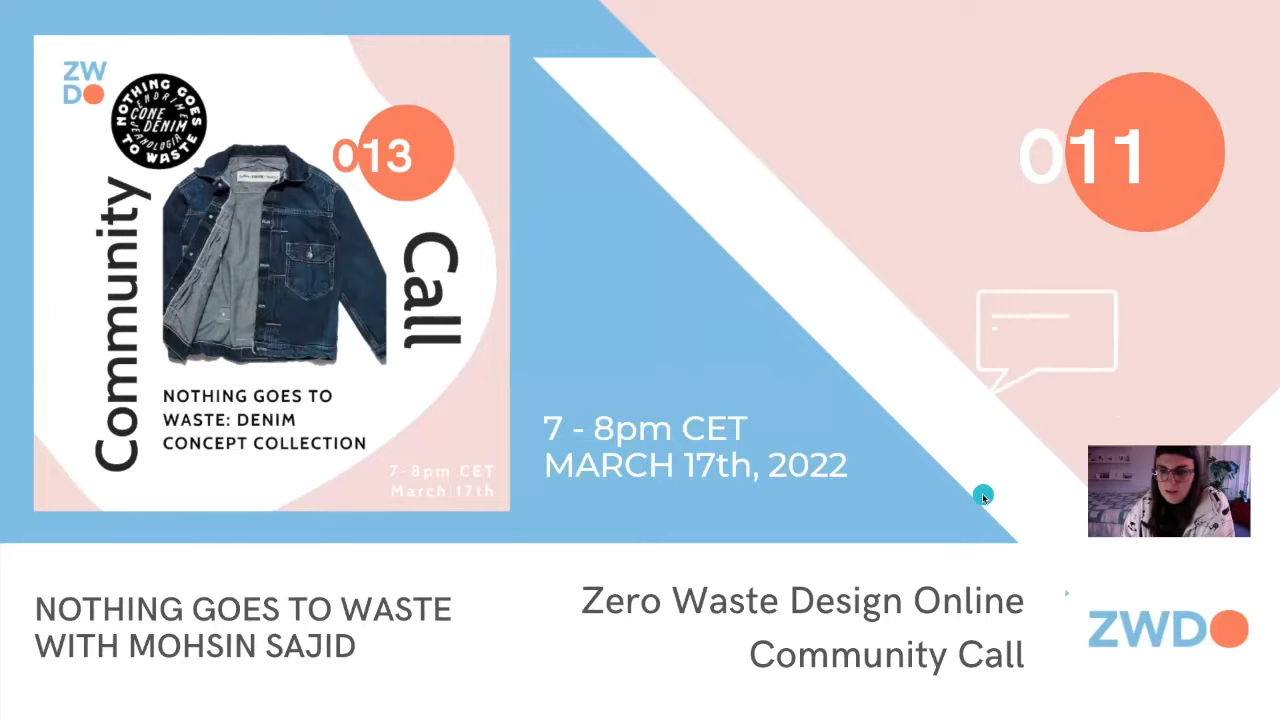 ZW
DO
NOTHING GOES
ENDRIME
CONE
DENIM
JEANOLOGIA
TO WASTE
013
Community
Call
NOTHING GOES TO
WASTE: DENIM
CONCEPT COLLECTION
7-8pm CET
March 17th
011
7 - 8pm CET
MARCH 17th, 2022
NOTHING GOES TO WASTE
WITH MOHSIN SAJID
Zero Waste Design Online
Community Call
ZWDO